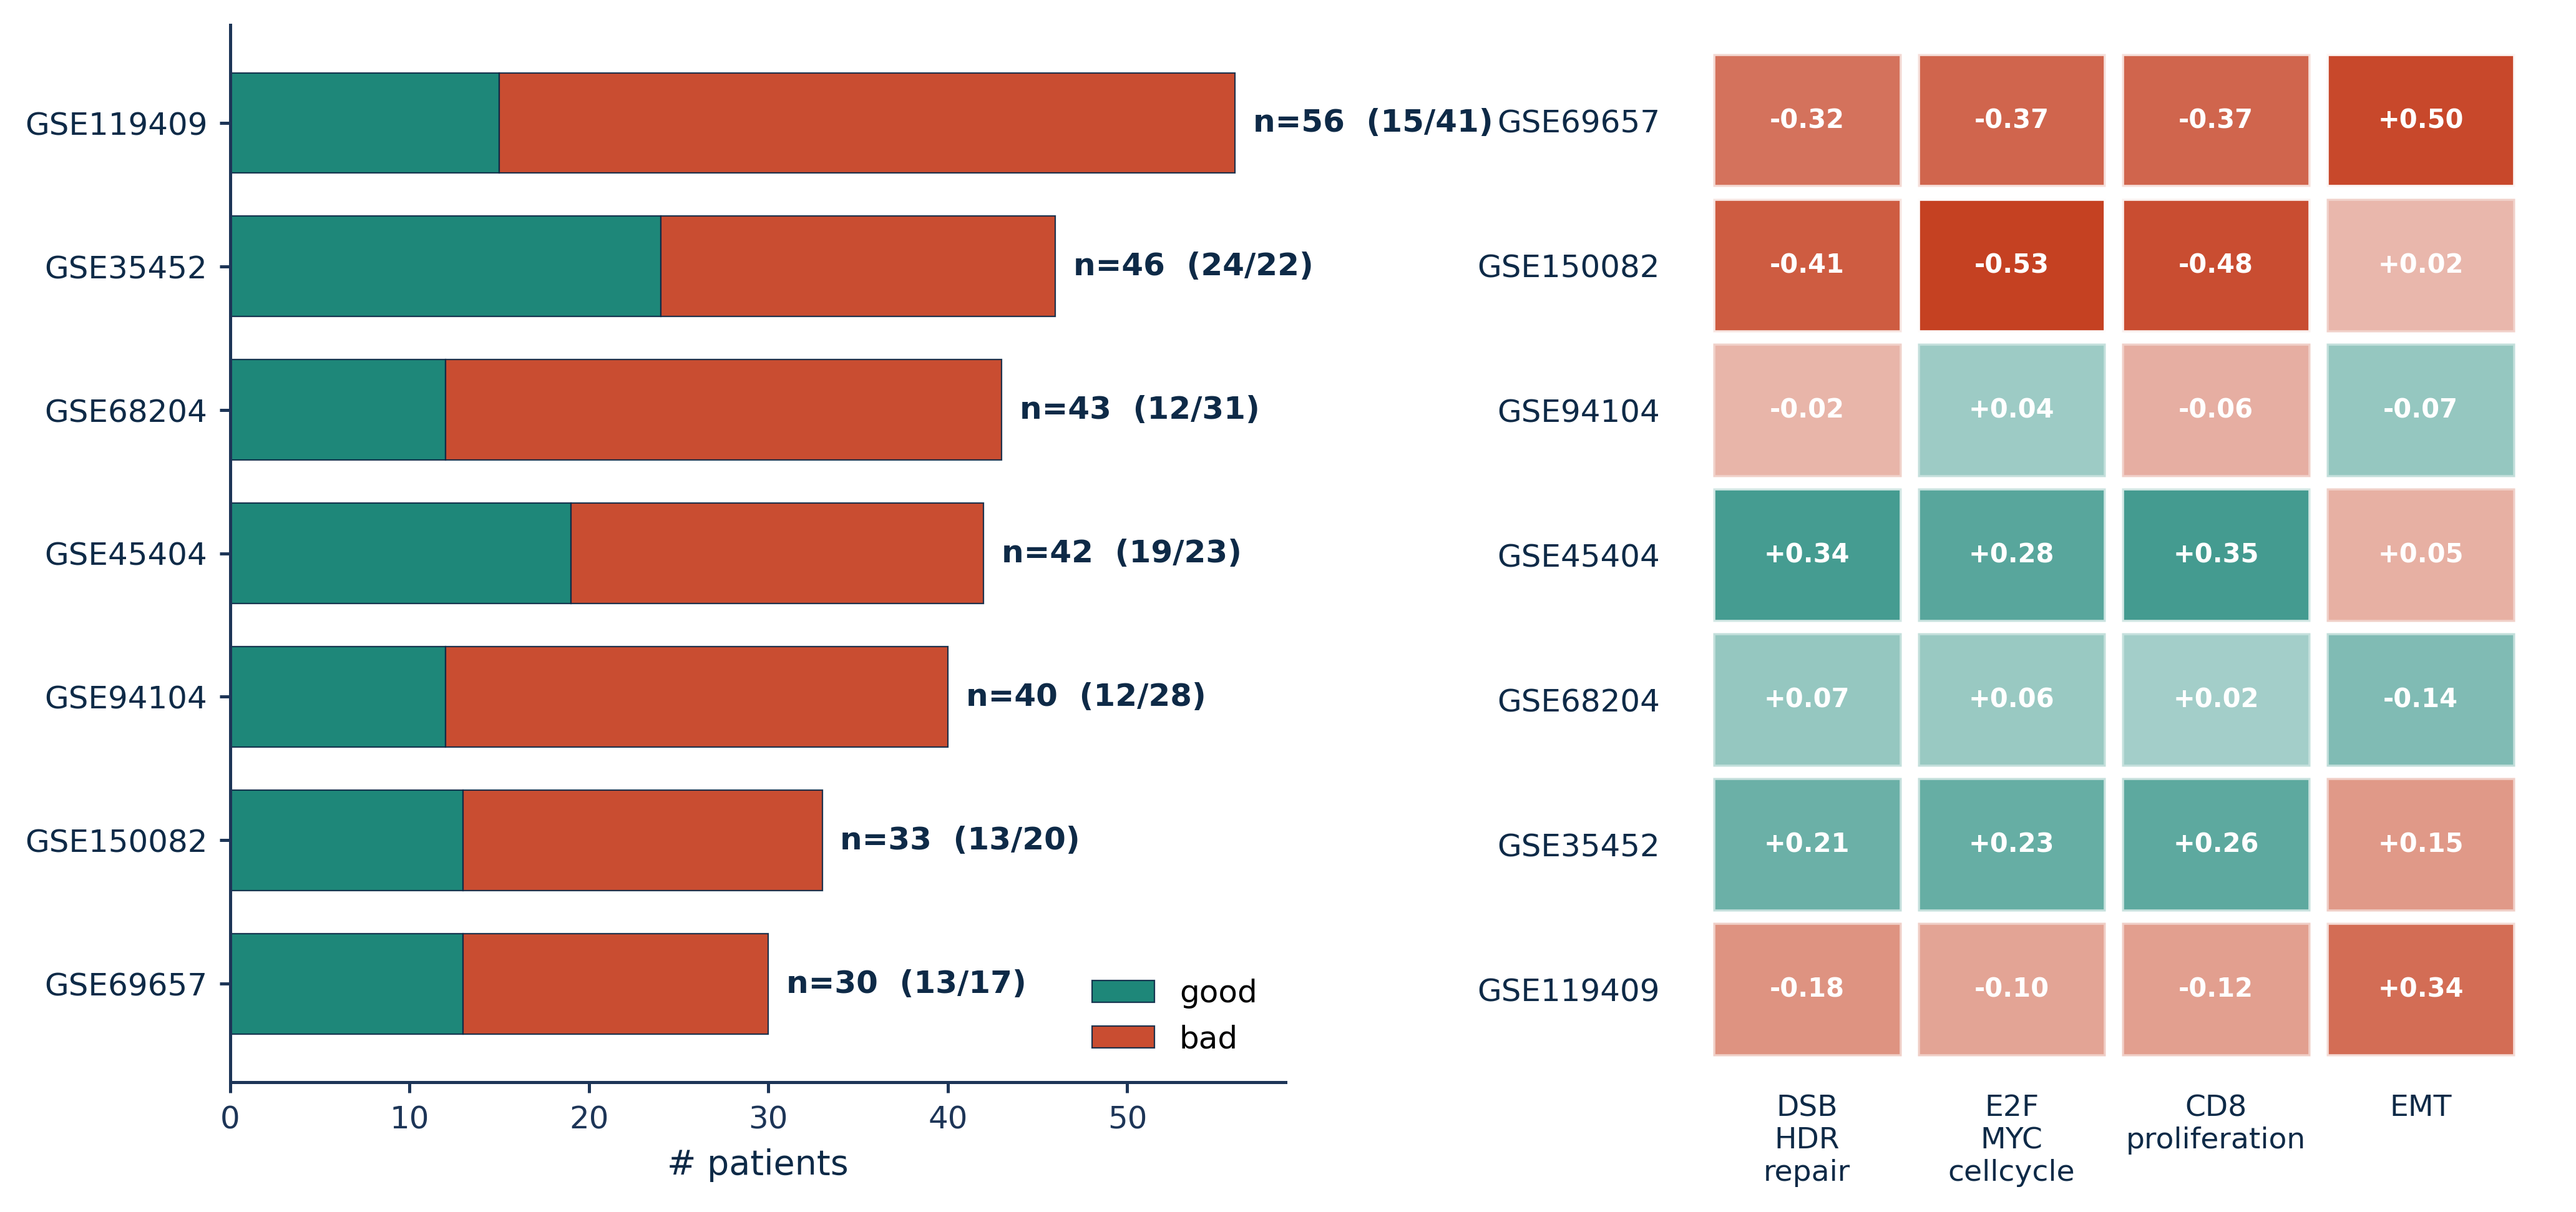 GSE119409
n=56  (15/41)
GSE35452
n=46  (24/22)
GSE68204
n=43  (12/31)
GSE45404
n=42  (19/23)
GSE94104
n=40  (12/28)
GSE150082
n=33  (13/20)
GSE69657
n=30  (13/17)
good
bad
0 10 20 30 40 50
# patients
GSE69657 -0.32 -0.37 -0.37 +0.50
GSE150082 -0.41 -0.53 -0.48 +0.02
GSE94104 -0.02 +0.04 -0.06 -0.07
GSE45404 +0.34 +0.28 +0.35 +0.05
GSE68204 +0.07 +0.06 +0.02 -0.14
GSE35452 +0.21 +0.23 +0.26 +0.15
GSE119409 -0.18 -0.10 -0.12 +0.34
DSB
HDR
repair
E2F
MYC
cellcycle
CD8
proliferation
EMT